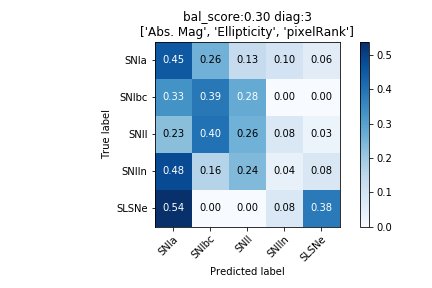 bal_score:0.30 diag:3
['Abs. Mag', 'Ellipticity', 'pixelRank']
True label
SNIa 0.45 0.26 0.13 0.10 0.06
SNIbc 0.33 0.39 0.28 0.00 0.00
SNII 0.23 0.40 0.26 0.08 0.03
SNIIn 0.48 0.16 0.24 0.04 0.08
SLSNe 0.54 0.00 0.00 0.08 0.38
SNIa SNIbc SNII SNIIn SLSNe
Predicted label
0.5
0.4
0.3
0.2
0.1
0.0